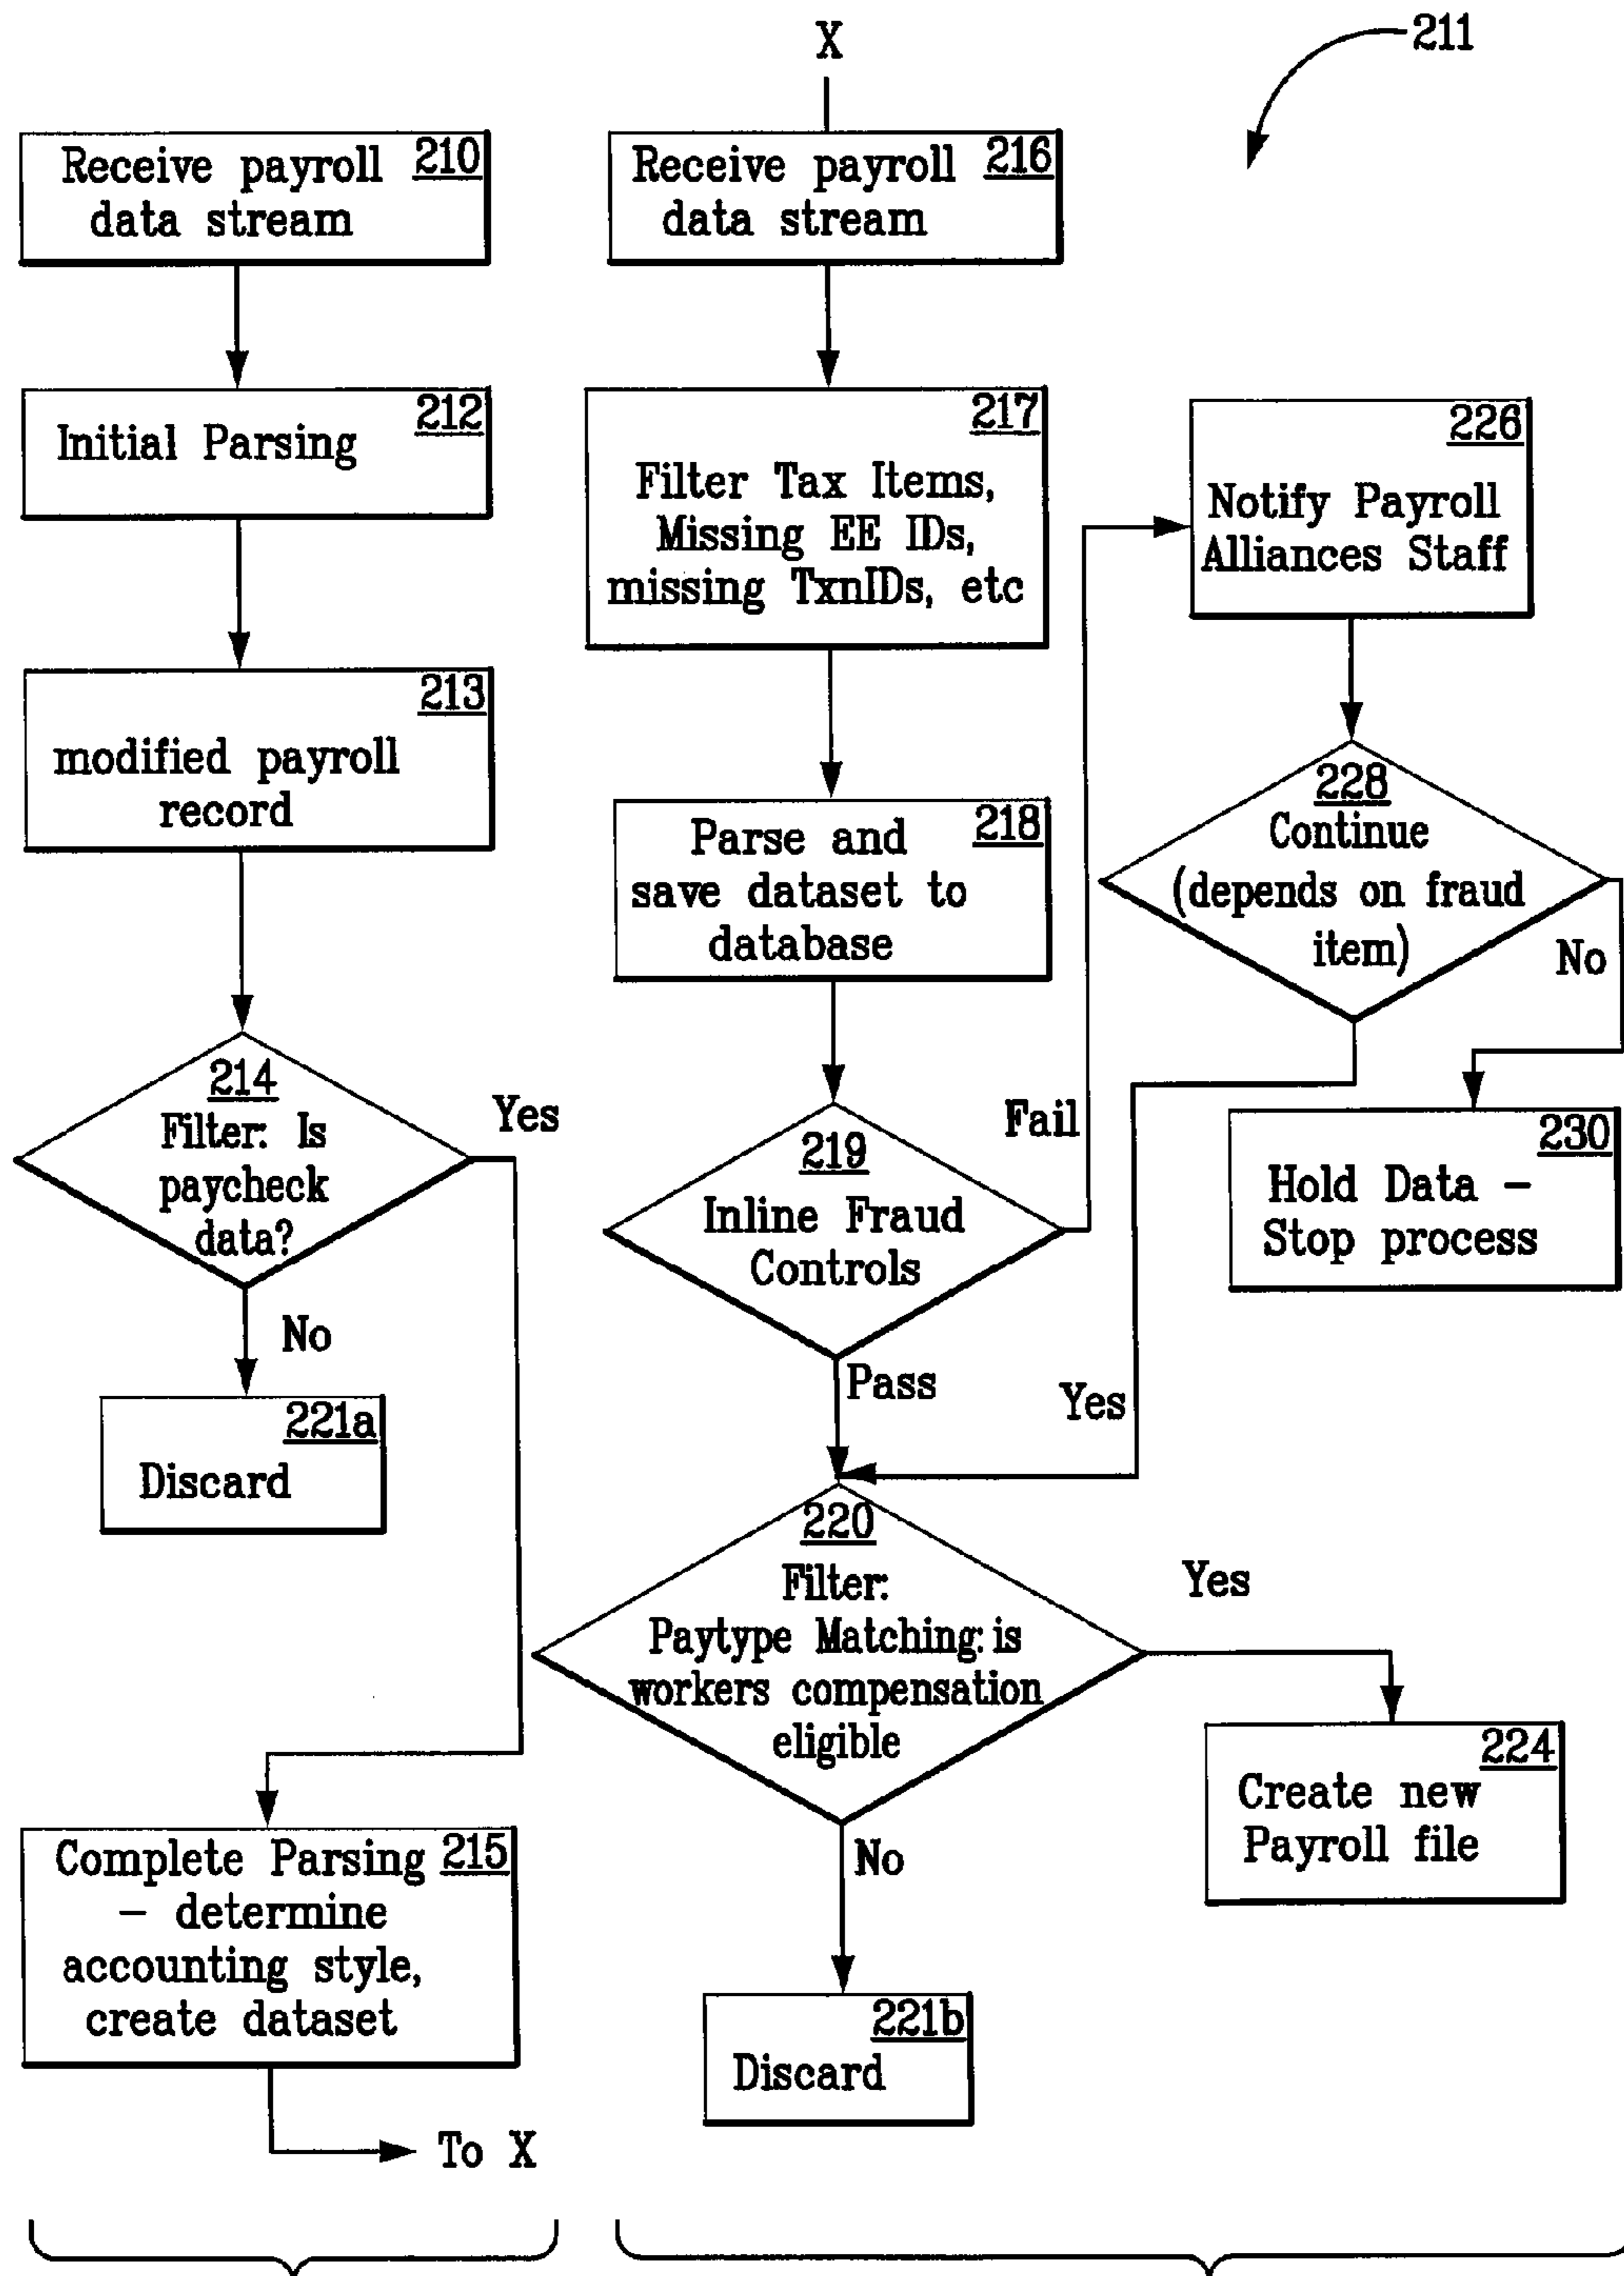 211
Receive payroll 210
data stream
Initial Parsing 212
213
modified payroll
record
214
Filter: Is
paycheck
data?
Yes
No
221a
Discard
Complete Parsing 215
- determine
accounting style,
create dataset
To X
X
Receive payroll 216
data stream
217
Filter Tax Items,
Missing EE IDs,
missing TxnIDs, etc
Parse and 218
save dataset to
database
219
Inline Fraud
Controls
Fail
Pass
226
Notify Payroll
Alliances Staff
228
Continue
(depends on fraud
item)
No
Yes
230
Hold Data -
Stop process
220
Filter:
Paytype Matching: is
workers compensation
eligible
Yes
No
224
Create new
Payroll file
221b
Discard